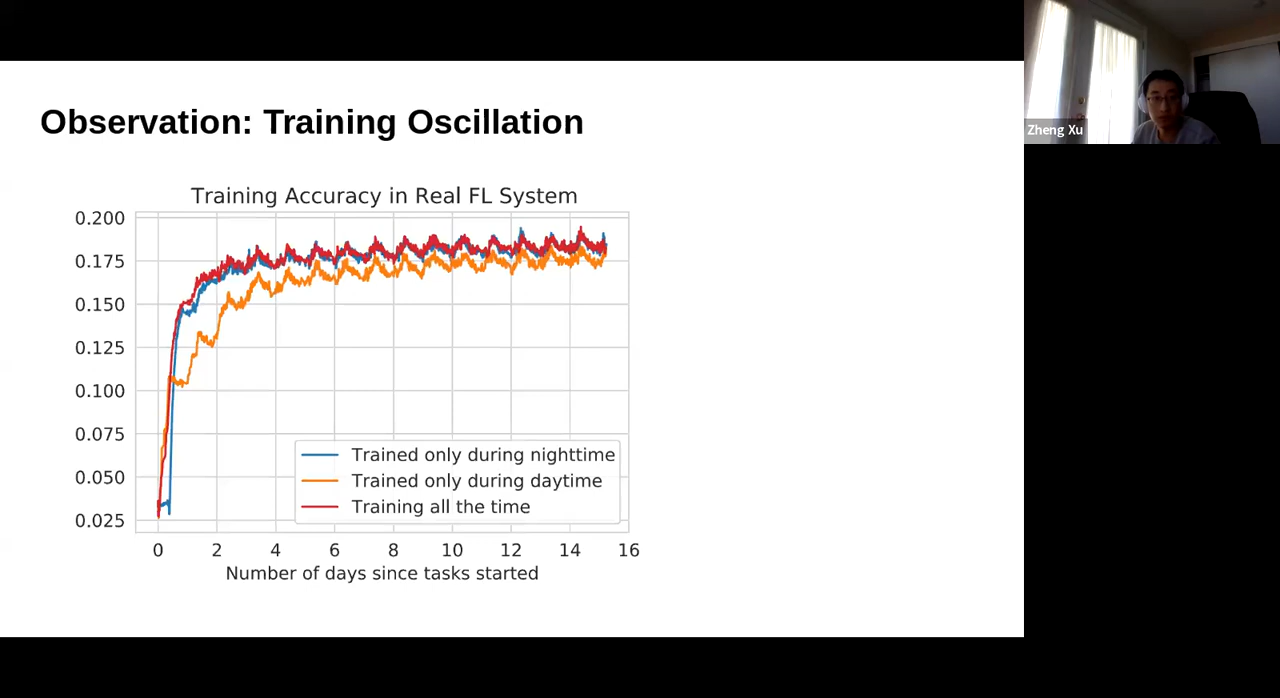 Observation: Training Oscillation
Zheng Xu
Training Accuracy in Real FL System
0.200
0.175
0.150
0.125
0.100
0.075
0.050
0.025
Trained only during nighttime
Trained only during daytime
Training all the time
0 2 4 6 8 10 12 14 16
Number of days since tasks started